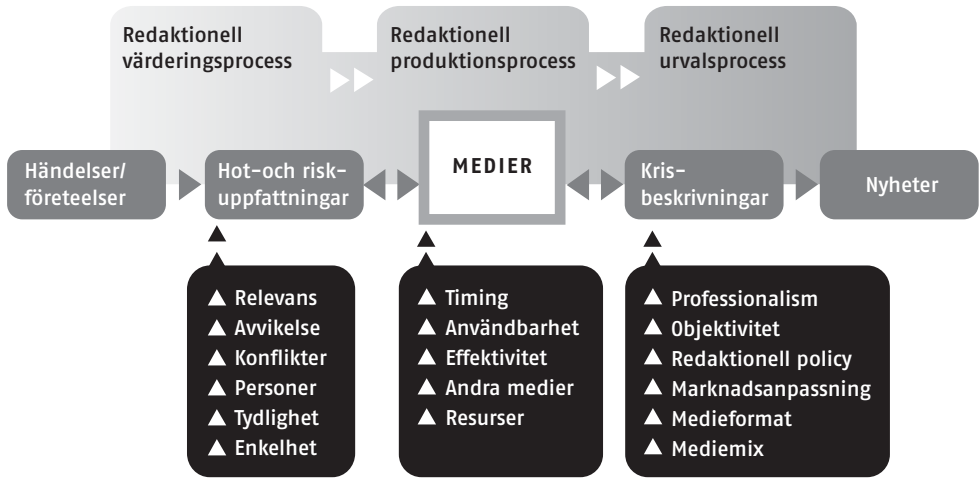 Redaktionell
värderingsprocess
Redaktionell
produktionsprocess
Redaktionell
urvalsprocess
Händelser/
företeelser
Hot-och risk-
uppfattningar
MEDIER
Kris-
beskrivningar
Nyheter
Relevans
Avvikelse
Konflikter
Personer
Tydlighet
Enkelhet
Timing
Användbarhet
Effektivitet
Andra medier
Resurser
Professionalism
Objektivitet
Redaktionell policy
Marknadsanpassning
Medieformat
Mediemix